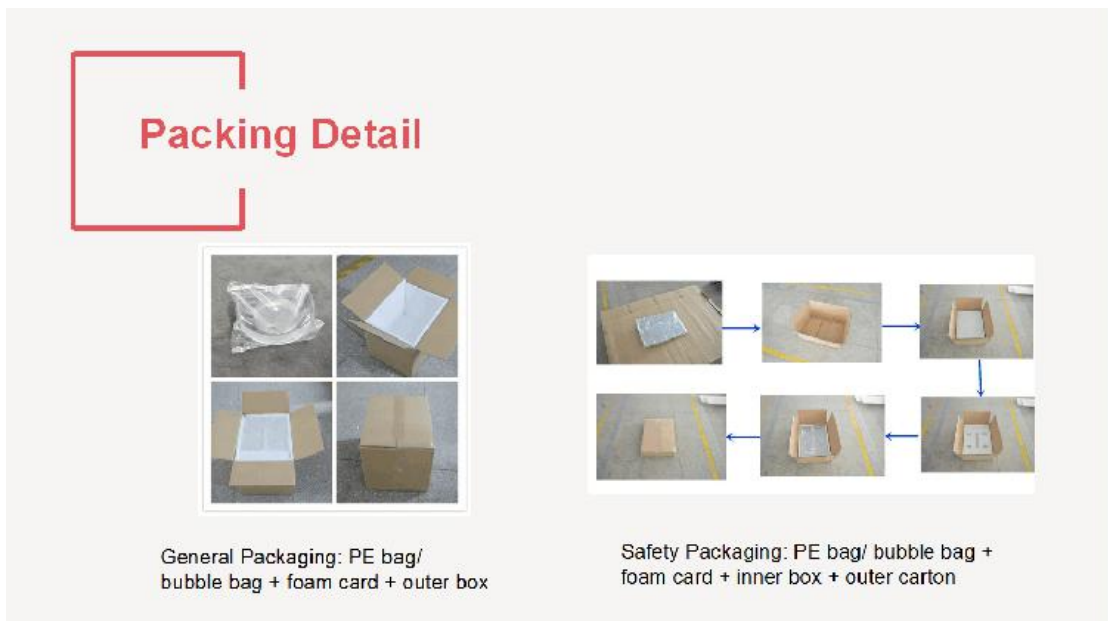 Packing Detail
General Packaging: PE bag/
bubble bag + foam card + outer box
Safety Packaging: PE bag/ bubble bag +
foam card + inner box + outer carton